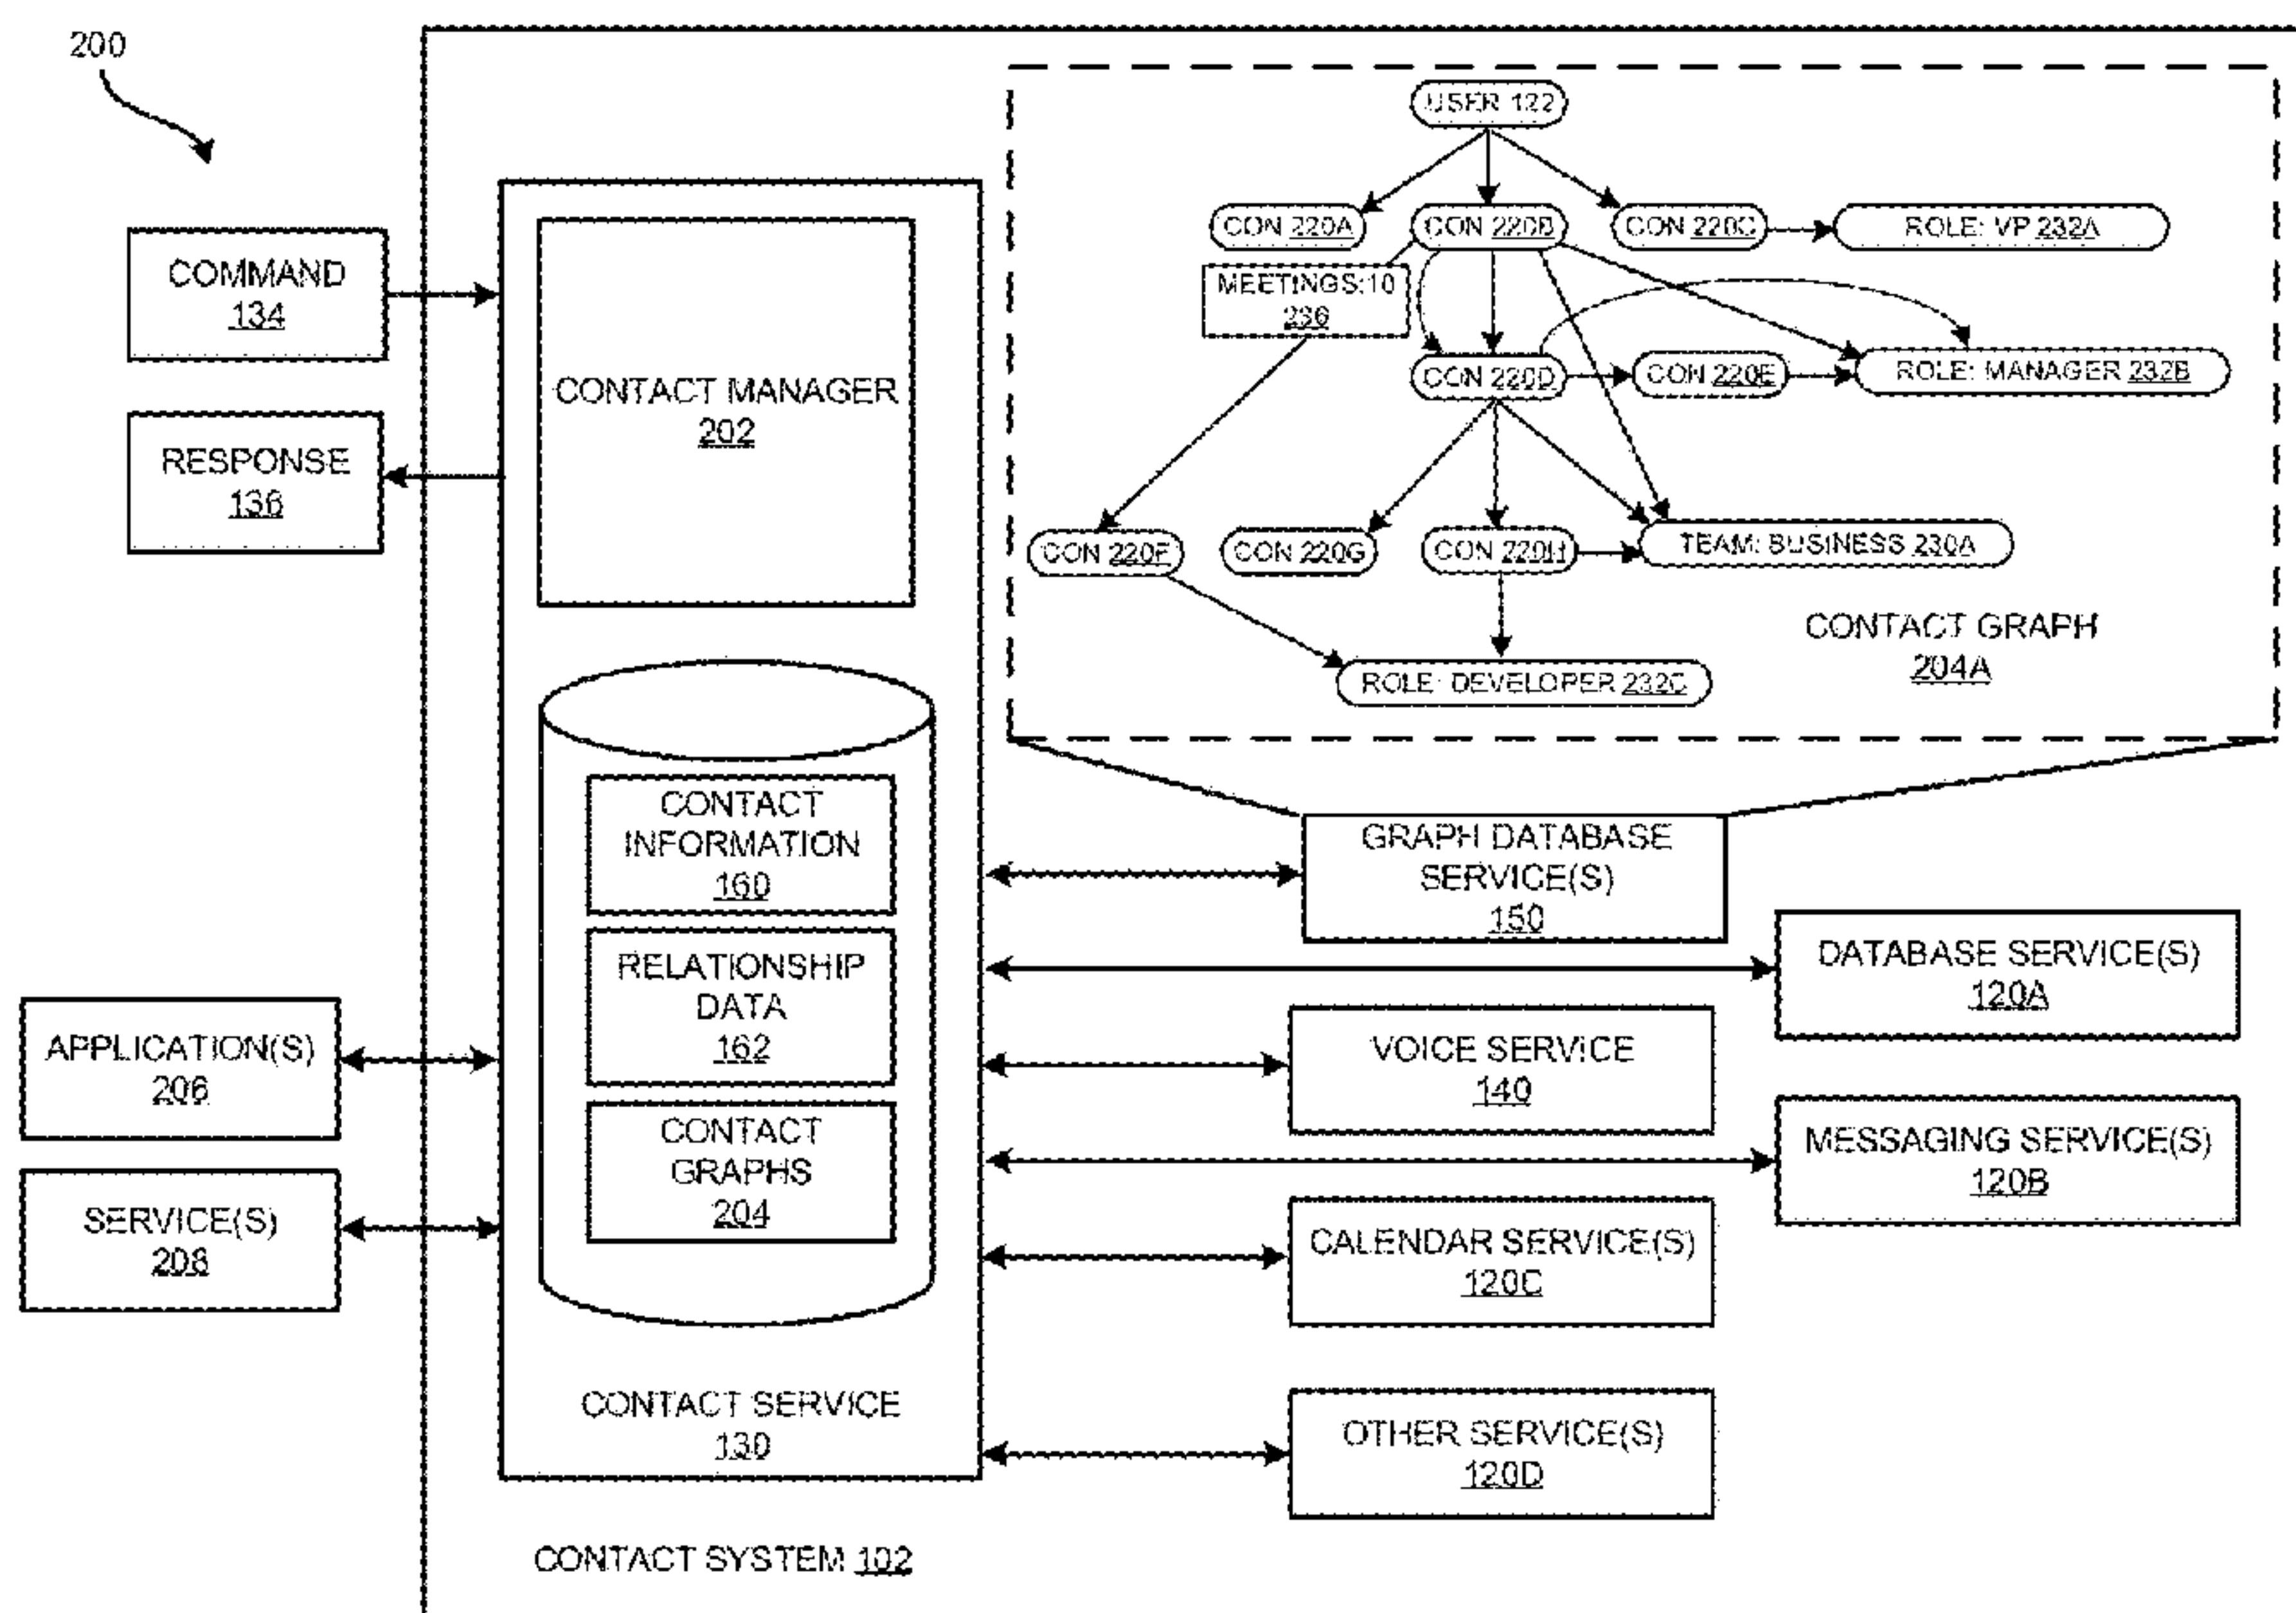 200
COMMAND
134
RESPONSE
136
APPLICATION(S)
206
SERVICE(S)
208
CONTACT MANAGER
202
CONTACT
INFORMATION
160
RELATIONSHIP
DATA
162
CONTACT
GRAPHS
204
CONTACT SERVICE
130
CONTACT SYSTEM 102
USER 122
CON 220A
CON 220B
CON 220C
ROLE: VP 232A
MEETINGS:10
236
CON 220D
CON 220E
ROLE: MANAGER 232B
CON 220F
CON 220G
CON 220H
TEAM: BUSINESS 230A
ROLE: DEVELOPER 232C
CONTACT GRAPH
204A
GRAPH DATABASE
SERVICE(S)
150
DATABASE SERVICE(S)
120A
VOICE SERVICE
140
MESSAGING SERVICE(S)
120B
CALENDAR SERVICE(S)
120C
OTHER SERVICE(S)
120D